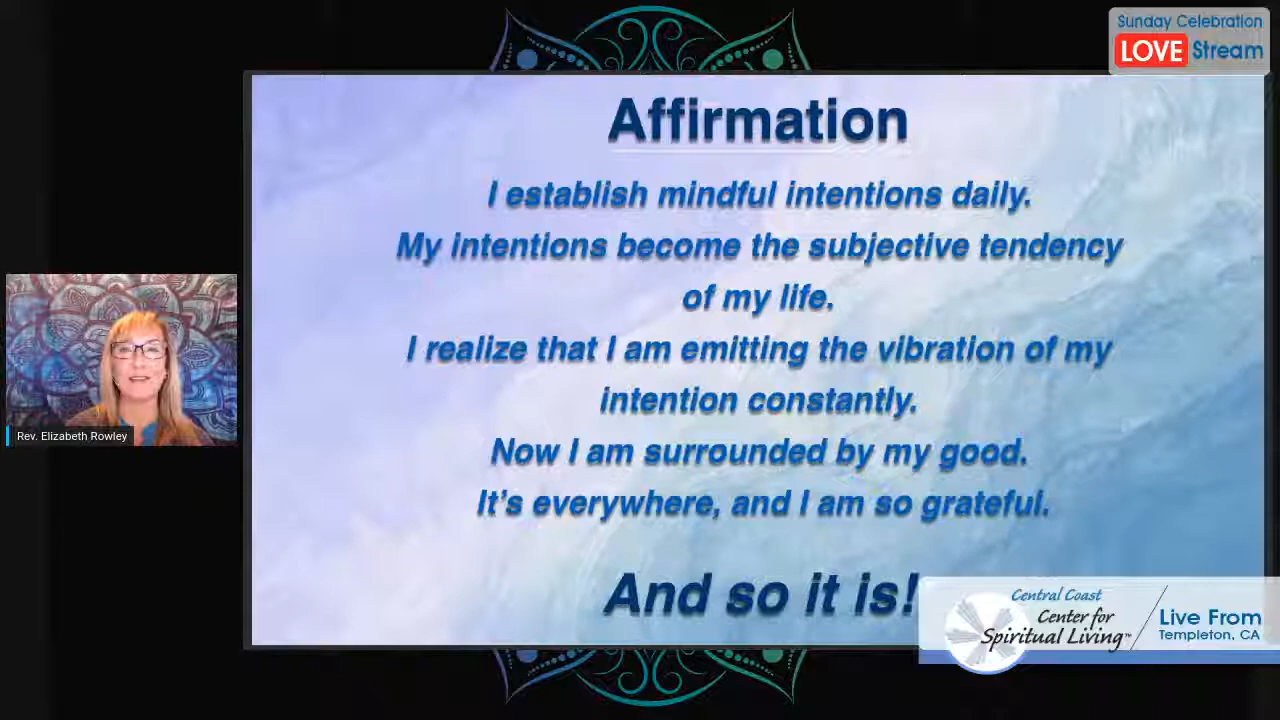 Sunday Celebration
LOVE Stream
Affirmation
I establish mindful intentions daily.
My intentions become the subjective tendency
of my life.
I realize that I am emitting the vibration of my
intention constantly.
Now I am surrounded by my good.
It's everywhere, and I am so grateful.
And so it is!
Rev. Elizabeth Rowley
Central Coast
Center for
Spiritual Living™
Live From
Templeton, CA